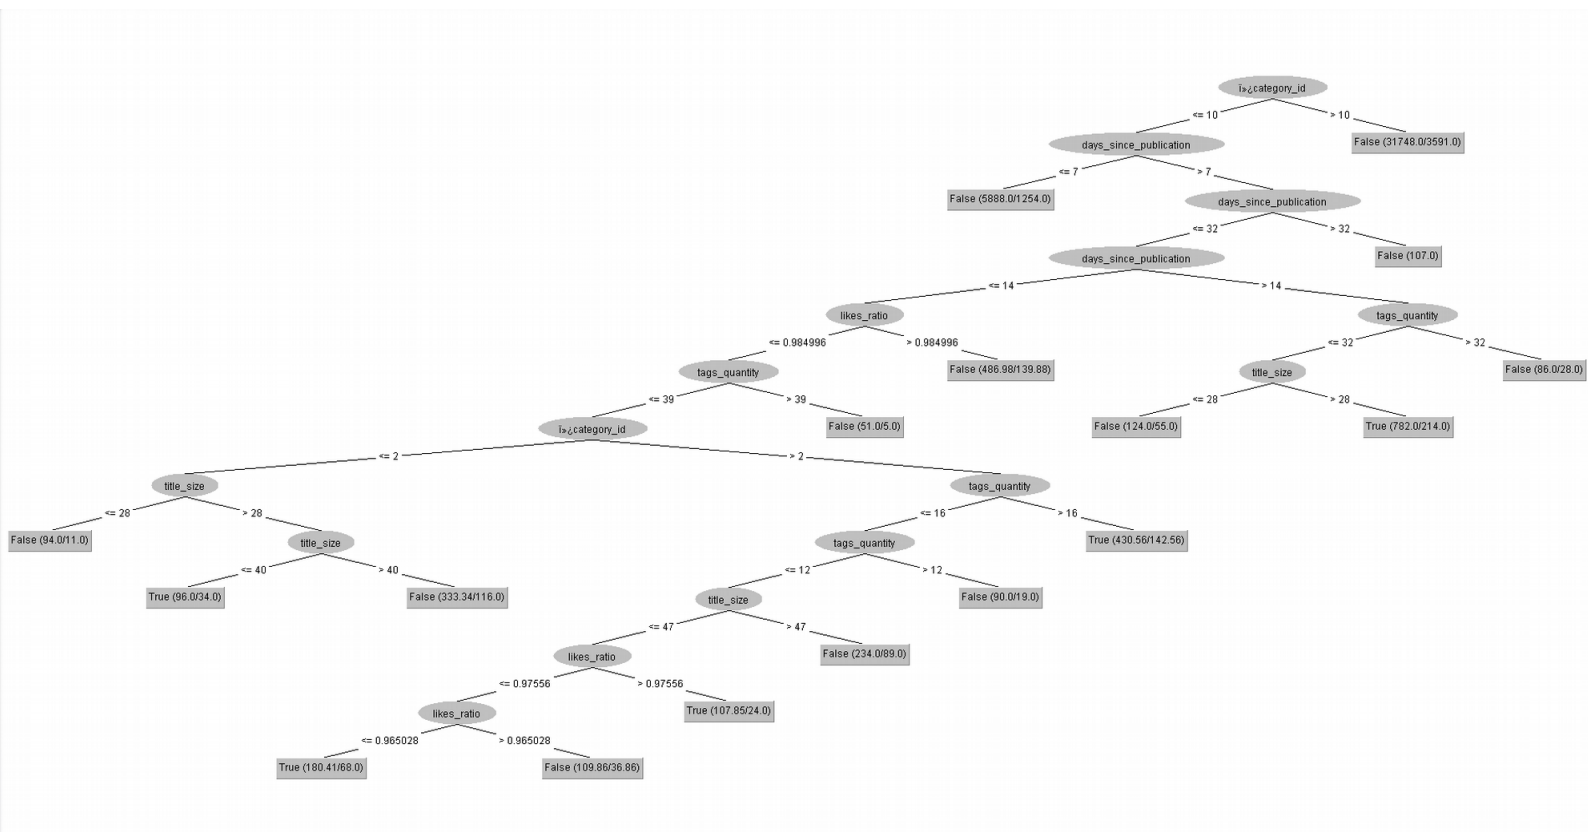 ï»¿category_id
<= 10
> 10
days_since_publication
False (31748.0/3591.0)
<= 7
> 7
False (5888.0/1254.0)
days_since_publication
<= 32
> 32
days_since_publication
False (107.0)
<= 14
> 14
likes_ratio
tags_quantity
<= 0.984996
> 0.984996
<= 32
> 32
tags_quantity
False (486.98/139.88)
title_size
False (86.0/28.0)
<= 39
> 39
<= 28
> 28
ï»¿category_id
False (51.0/5.0)
False (124.0/55.0)
True (782.0/214.0)
<= 2
> 2
title_size
tags_quantity
<= 28
> 28
<= 16
> 16
False (94.0/11.0)
title_size
tags_quantity
True (430.56/142.56)
<= 40
> 40
<= 12
> 12
True (96.0/34.0)
False (333.34/116.0)
title_size
False (90.0/19.0)
<= 47
> 47
likes_ratio
False (234.0/89.0)
<= 0.97556
> 0.97556
likes_ratio
True (107.85/24.0)
<= 0.965028
> 0.965028
True (180.41/68.0)
False (109.86/36.86)